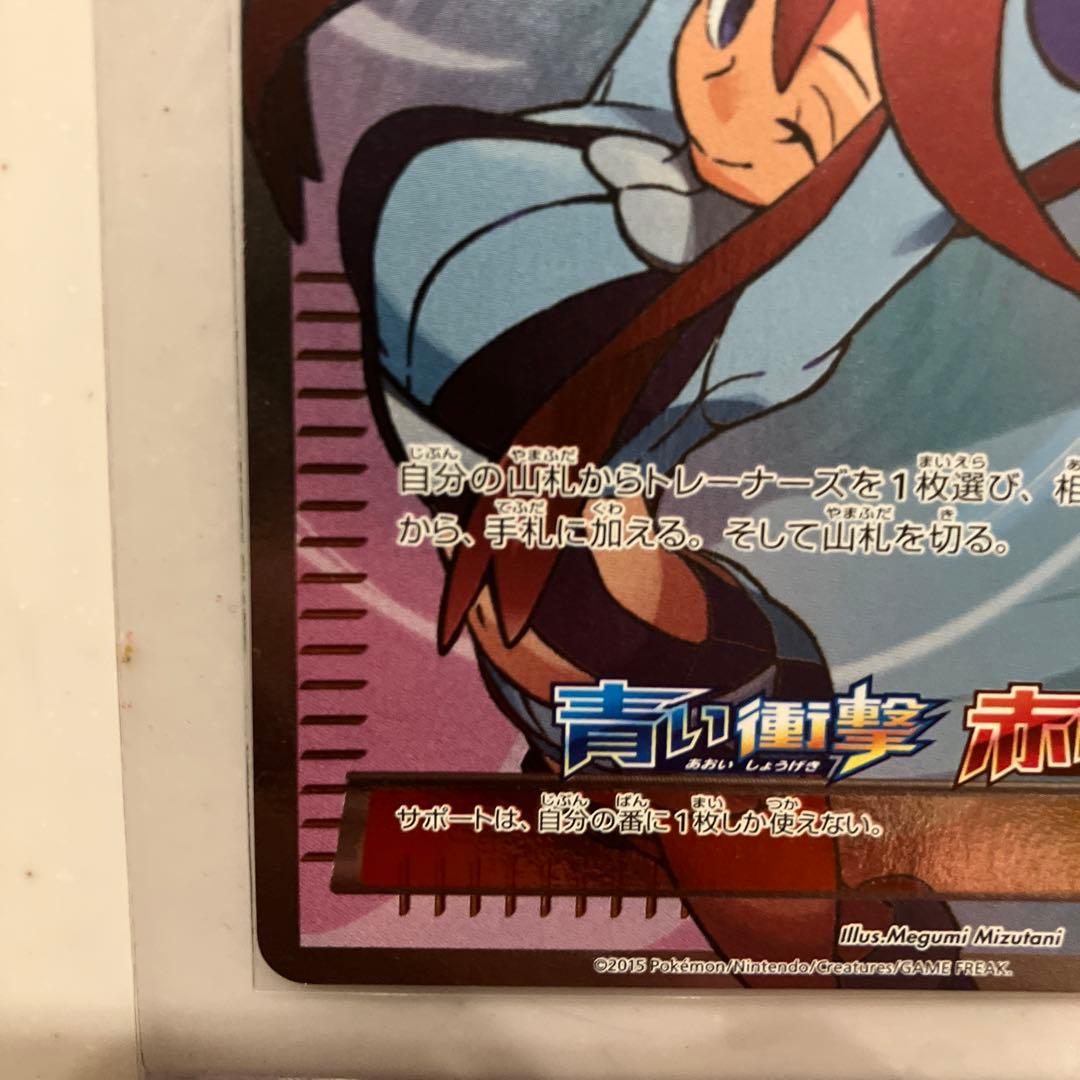 自分の山札からトレーナーズを1枚選び、相
から、手札に加える。そして山札を切る。
青い衝撃 赤い
あおい しょうげき
サポートは、自分の番に1枚しか使えない。
Illus.Megumi Mizutani
©2015 Pokémon/Nintendo/Creatures/GAME FREAK.